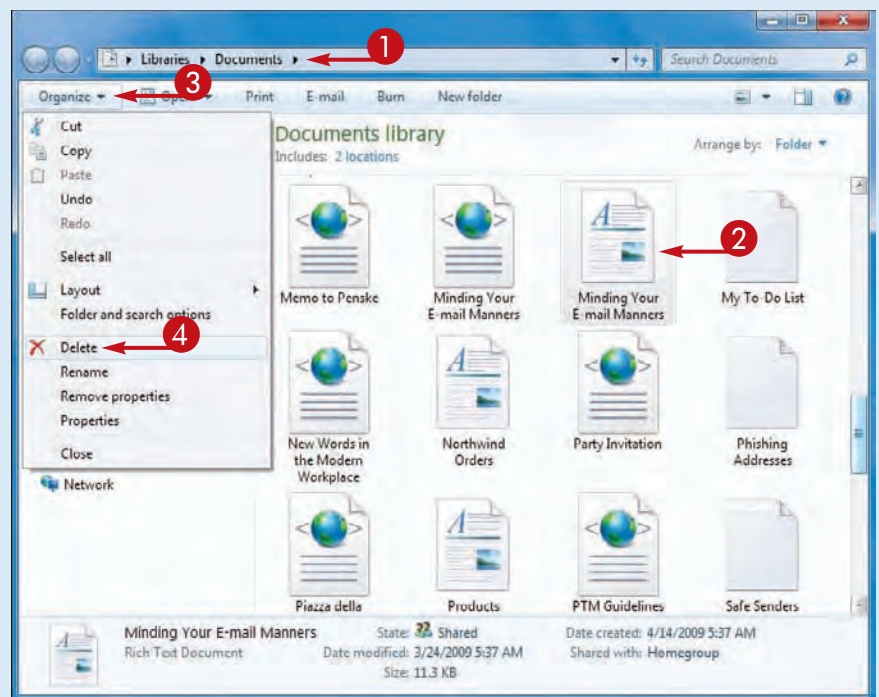 1
Libraries Documents
Search Documents
3
Organize Open Print E-mail Burn New folder
Cut
Copy
Paste
Undo
Redo
Select all
Layout
Folder and search options
4
Delete
Rename
Remove properties
Properties
Close
Network
Documents library
Includes: 2 locations
Arrange by: Folder
2
Memo to Penske
Minding Your
E-mail Manners
Minding Your
E-mail Manners
My To-Do List
New Words in
the Modern
Workplace
Northwind
Orders
Party Invitation
Phishing
Addresses
Piazza della
Products
PTM Guidelines
Safe Senders
Minding Your E-mail Manners State: Shared Date created: 4/14/2009 5:37 AM
Rich Text Document Date modified: 3/24/2009 5:37 AM Shared with: Homegroup
Size: 11.3 KB